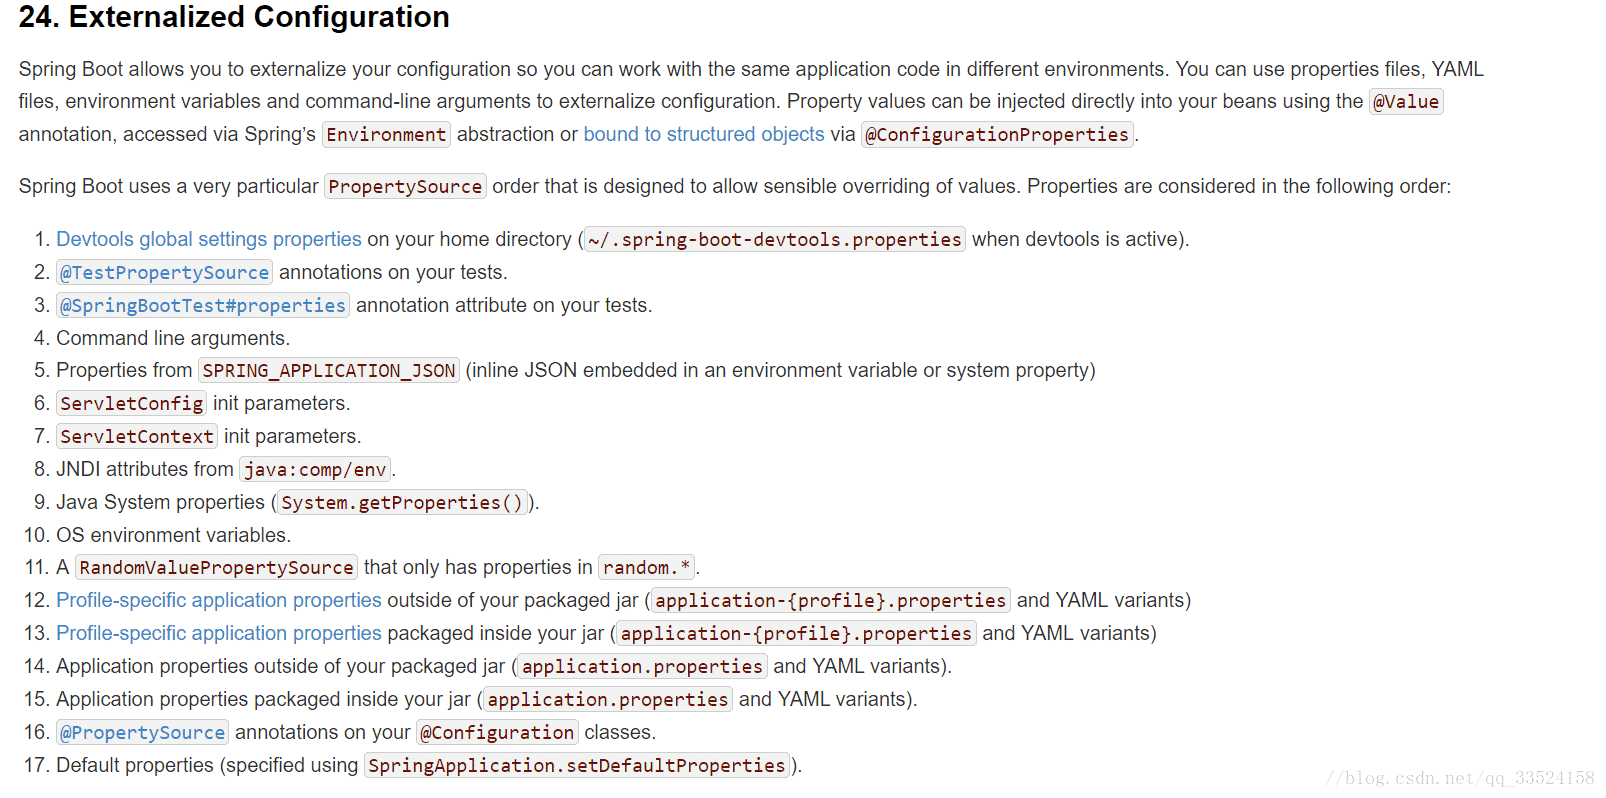 24. Externalized Configuration
Spring Boot allows you to externalize your configuration so you can work with the same application code in different environments. You can use properties files, YAML
files, environment variables and command-line arguments to externalize configuration. Property values can be injected directly into your beans using the @Value
annotation, accessed via Spring’s Environment abstraction or bound to structured objects via @ConfigurationProperties.
Spring Boot uses a very particular PropertySource order that is designed to allow sensible overriding of values. Properties are considered in the following order:
1. Devtools global settings properties on your home directory (~/.spring-boot-devtools.properties when devtools is active).
2. @TestPropertySource annotations on your tests.
3. @SpringBootTest#properties annotation attribute on your tests.
4. Command line arguments.
5. Properties from SPRING_APPLICATION_JSON (inline JSON embedded in an environment variable or system property)
6. ServletConfig init parameters.
7. ServletContext init parameters.
8. JNDI attributes from java:comp/env.
9. Java System properties (System.getProperties()).
10. OS environment variables.
11. A RandomValuePropertySource that only has properties in random.*.
12. Profile-specific application properties outside of your packaged jar (application-{profile}.properties and YAML variants)
13. Profile-specific application properties packaged inside your jar (application-{profile}.properties and YAML variants)
14. Application properties outside of your packaged jar (application.properties and YAML variants).
15. Application properties packaged inside your jar (application.properties and YAML variants).
16. @PropertySource annotations on your @Configuration classes.
17. Default properties (specified using SpringApplication.setDefaultProperties).
//blog.csdn.net/qq_33524158